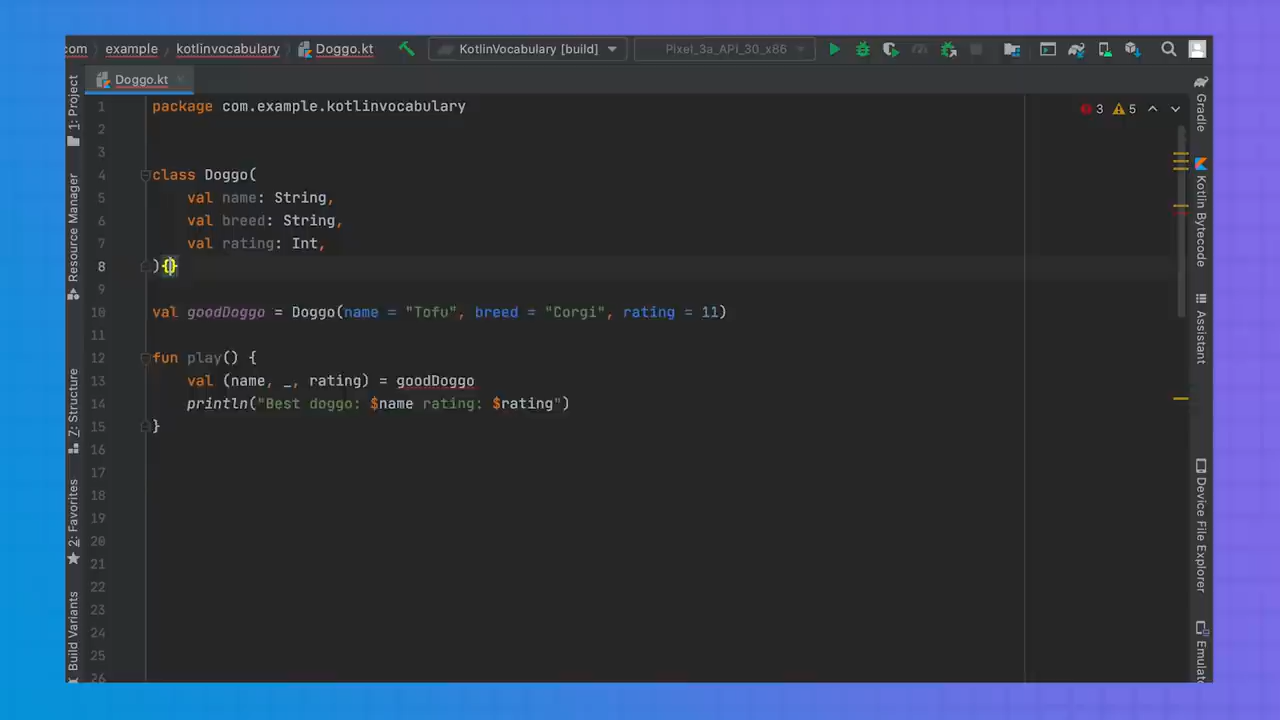 com example kotlinvocabulary Doggo.kt KotlinVocabulary [build] Pixel_3a_API_30_x86
Doggo.kt
3 5
1 package com.example.kotlinvocabulary
2
3
4 class Doggo(
5 val name: String,
6 val breed: String,
7 val rating: Int,
8 ){}
9
10 val goodDoggo = Doggo(name = "Tofu", breed = "Corgi", rating = 11)
11
12 fun play() {
13 val (name, _, rating) = goodDoggo
14 println("Best doggo: $name rating: $rating")
15 }
16
17
18
19
20
21
22
23
24
25
26
1: Project
Resource Manager
7: Structure
2: Favorites
Build Variants
Gradle
Kotlin Bytecode
Assistant
Device File Explorer
Emulat